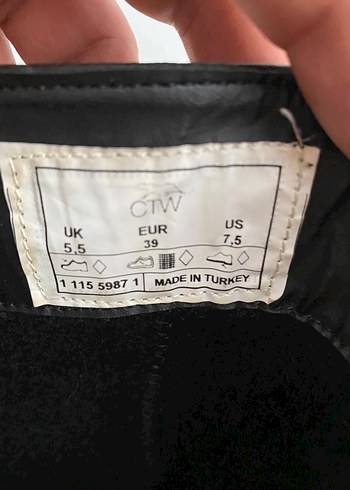 CTW
UK EUR US
5,5 39 7,5
1 115 5987 1 MADE IN TURKEY